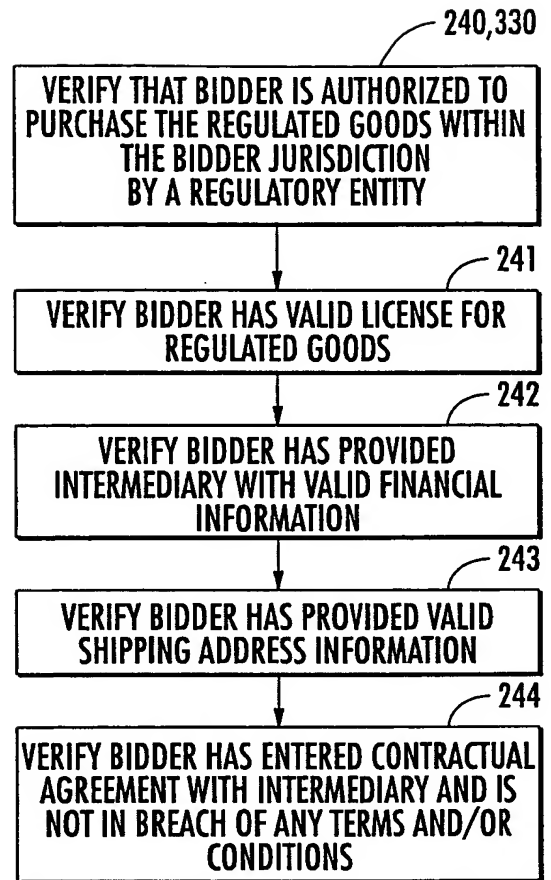 240,330
VERIFY THAT BIDDER IS AUTHORIZED TO
PURCHASE THE REGULATED GOODS WITHIN
THE BIDDER JURISDICTION
BY A REGULATORY ENTITY
241
VERIFY BIDDER HAS VALID LICENSE FOR
REGULATED GOODS
242
VERIFY BIDDER HAS PROVIDED
INTERMEDIARY WITH VALID FINANCIAL
INFORMATION
243
VERIFY BIDDER HAS PROVIDED VALID
SHIPPING ADDRESS INFORMATION
244
VERIFY BIDDER HAS ENTERED CONTRACTUAL
AGREEMENT WITH INTERMEDIARY AND IS
NOT IN BREACH OF ANY TERMS AND/OR
CONDITIONS